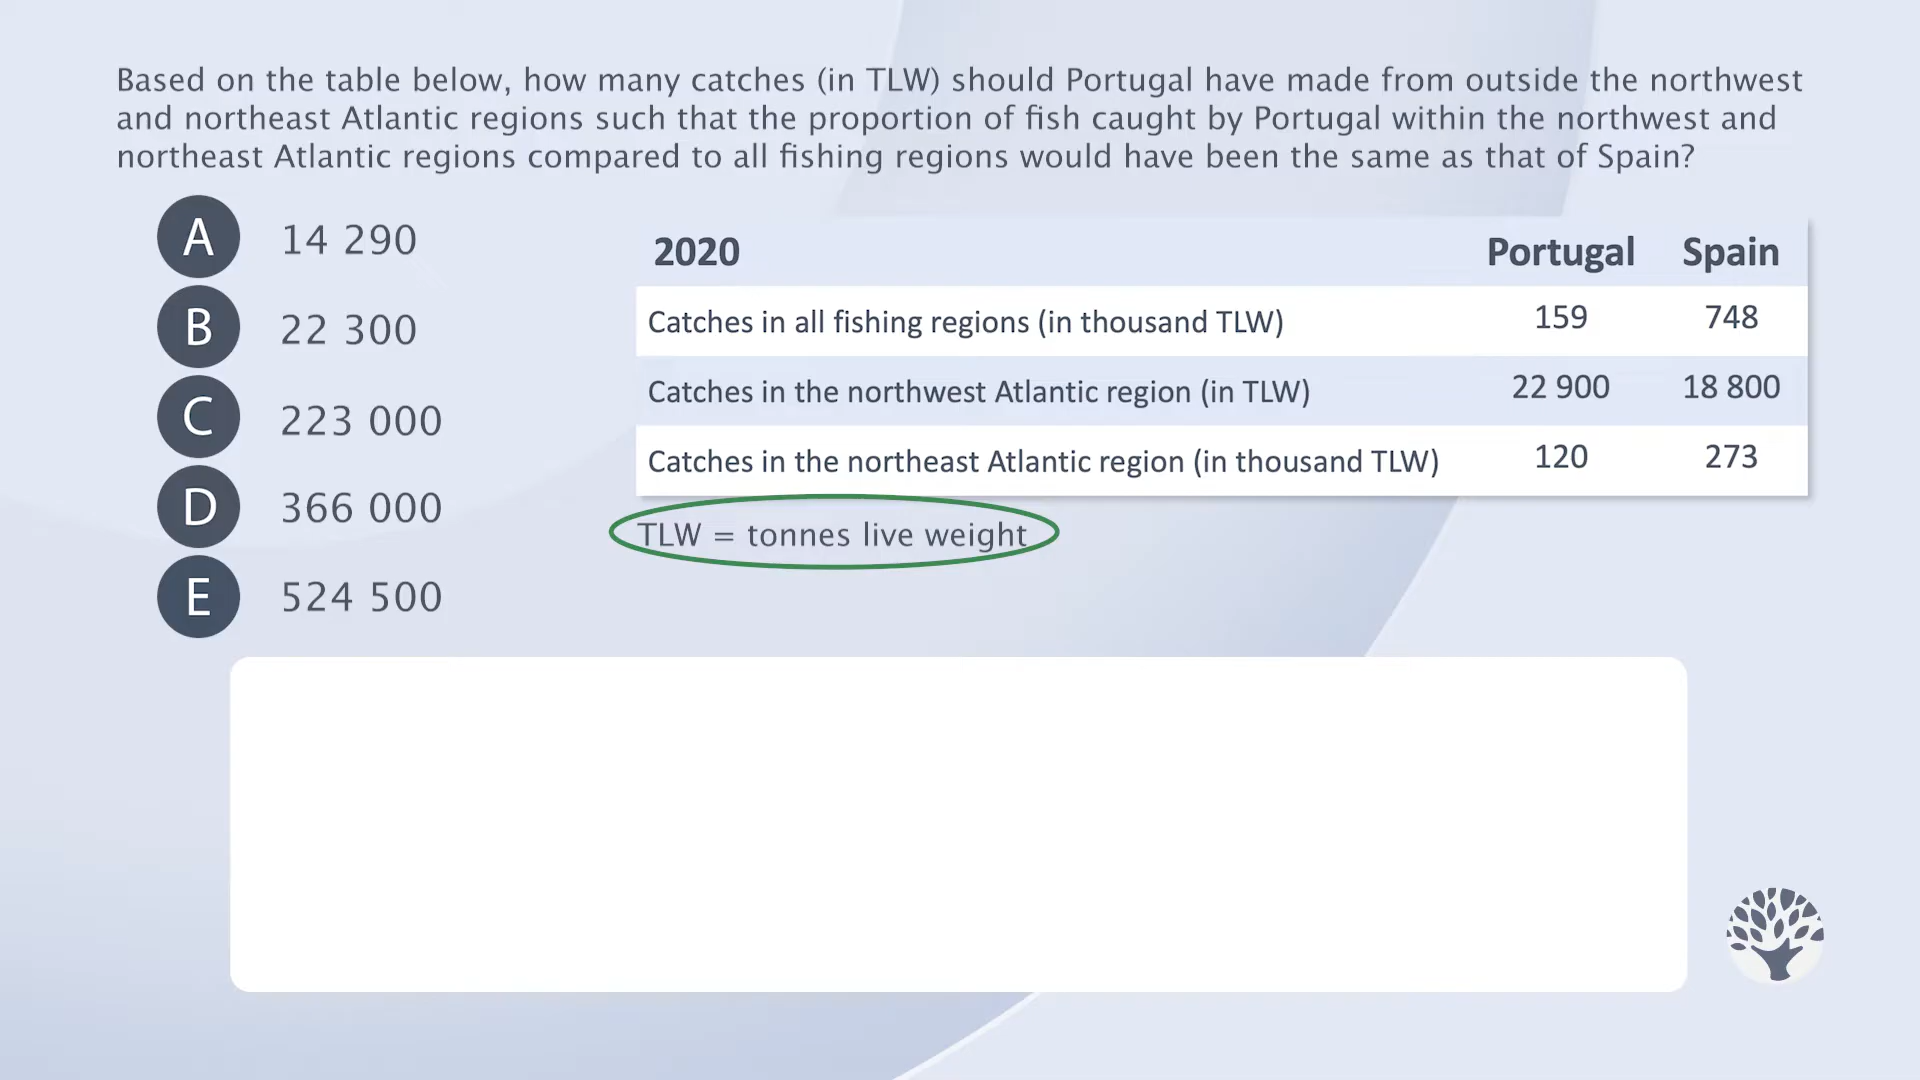 Based on the table below, how many catches (in TLW) should Portugal have made from outside the northwest
and northeast Atlantic regions such that the proportion of fish caught by Portugal within the northwest and
northeast Atlantic regions compared to all fishing regions would have been the same as that of Spain?
A 14 290
B 22 300
C 223 000
D 366 000
E 524 500
2020 Portugal Spain
Catches in all fishing regions (in thousand TLW) 159 748
Catches in the northwest Atlantic region (in TLW) 22 900 18 800
Catches in the northeast Atlantic region (in thousand TLW) 120 273
TLW = tonnes live weight